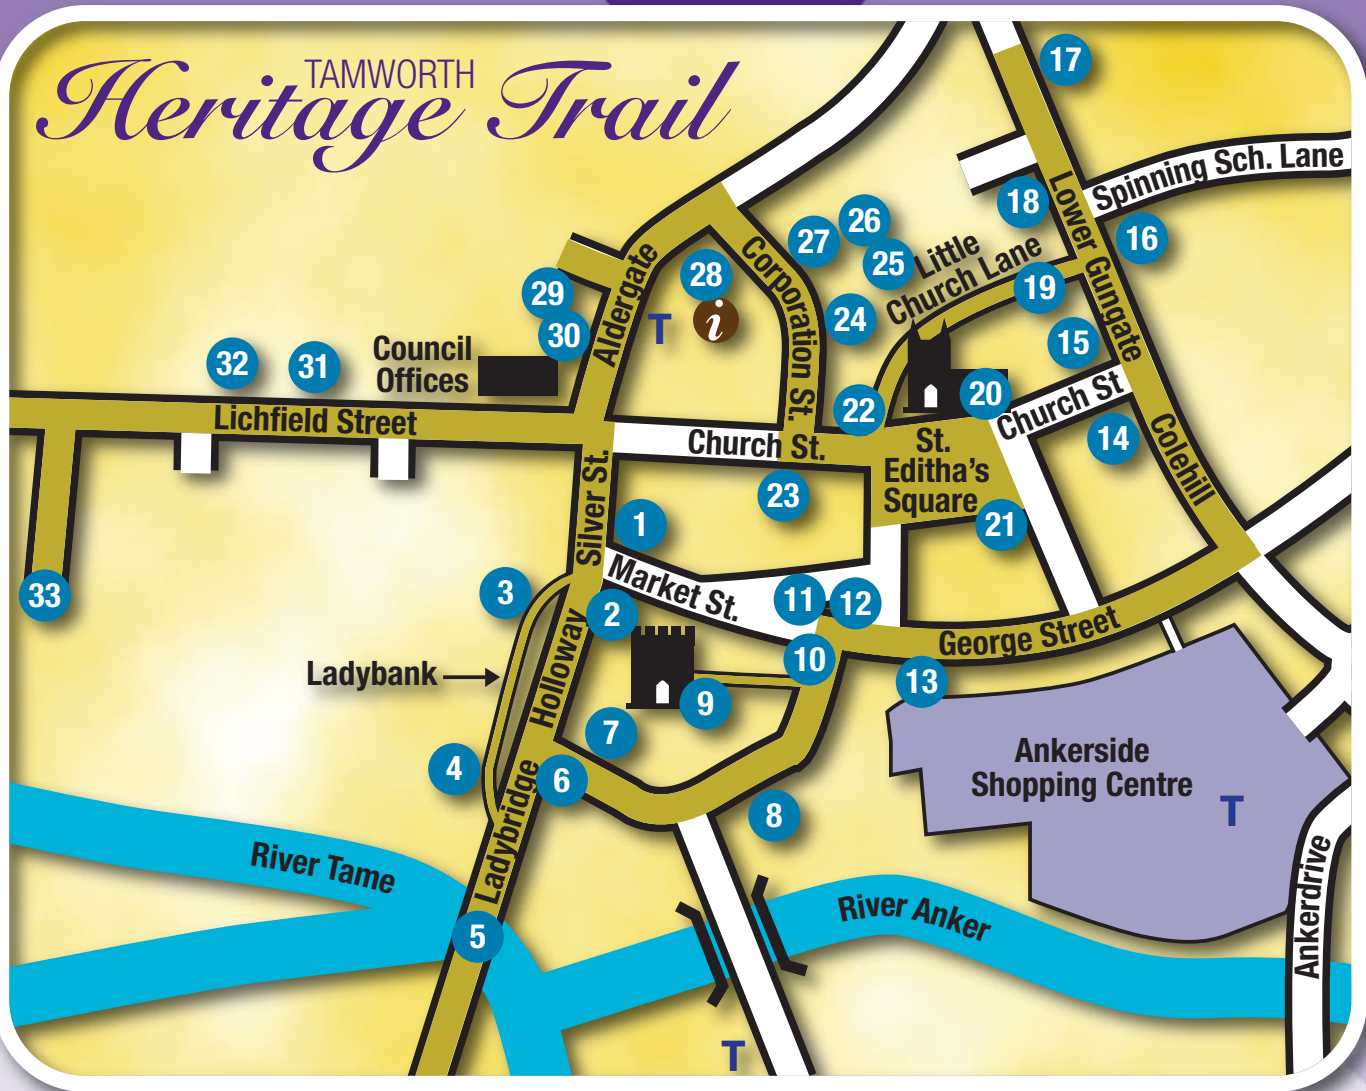 TAMWORTH
Heritage Trail
17
Spinning Sch. Lane
18
Lower Gungate
16
26
27
25
Little
Church Lane
19
28
i
T
Corporation St.
24
29
30
Aldergate
15
32
31
Council
Offices
22
20
Church St
Lichfield Street
Church St.
St.
Editha's
Square
14
Colehill
23
21
1
Silver St.
Market St.
3
2
11
12
33
George Street
10
13
Ladybank
Holloway
9
7
4
6
Ankerside
Shopping Centre
T
8
Ladybridge
River Tame
River Anker
5
Ankerdrive
T